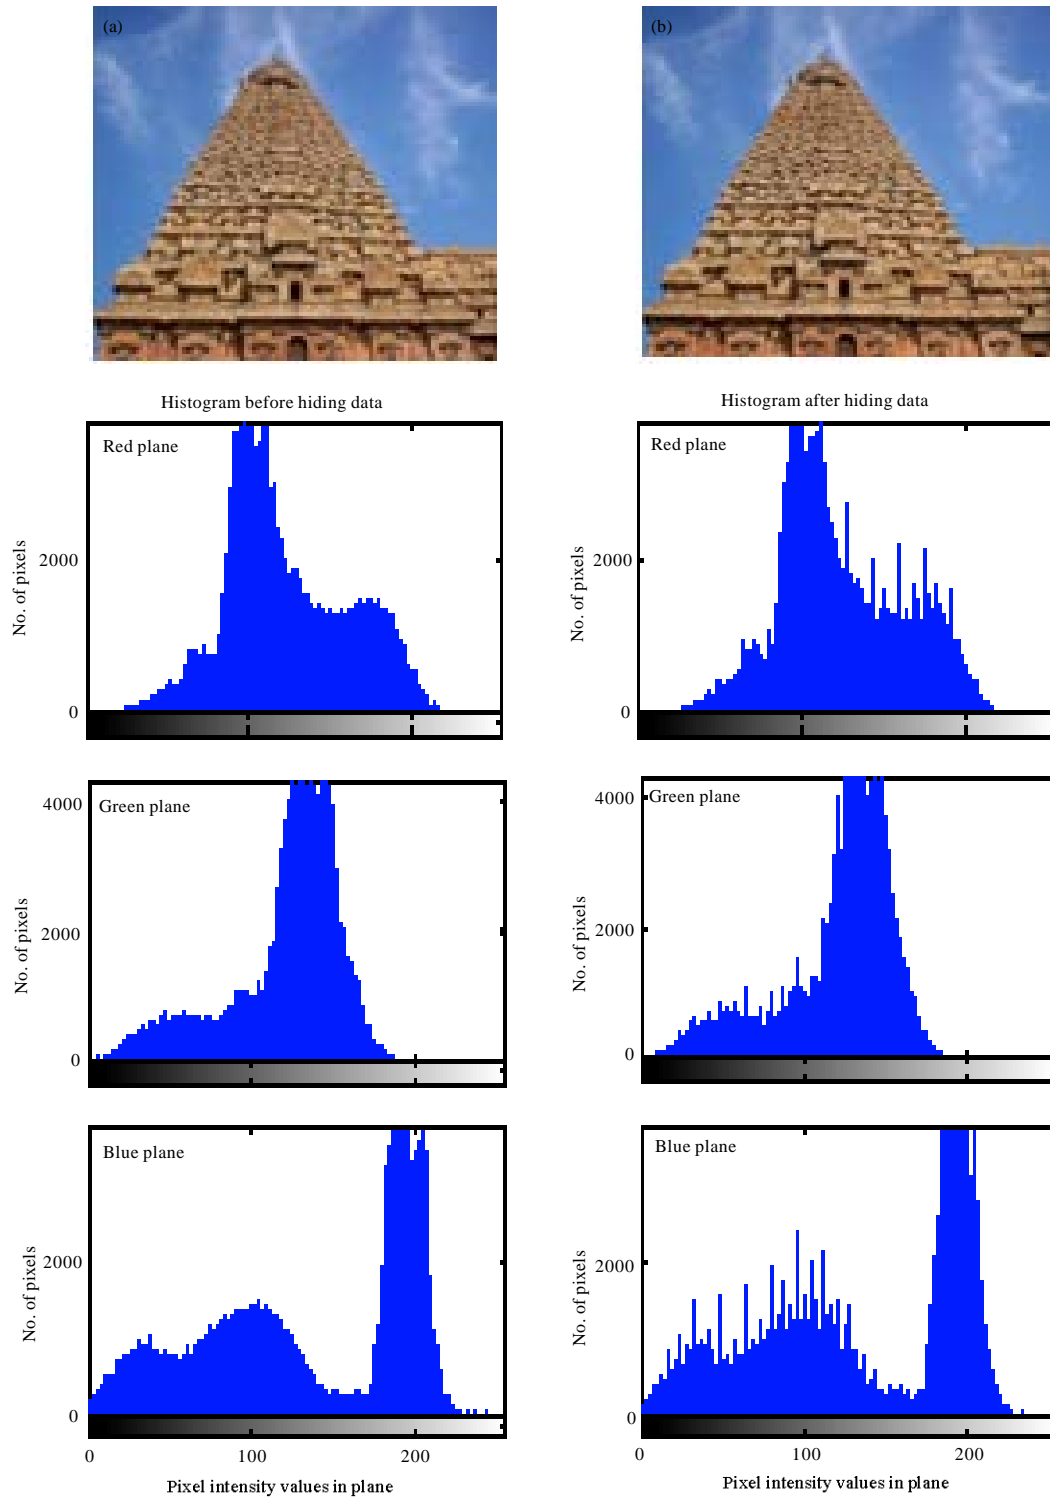 (a)
(b)
Histogram before hiding data
Histogram after hiding data
Red plane
No. of pixels
2000
0
Red plane
No. of pixels
2000
0
Green plane
No. of pixels
4000
2000
0
Green plane
No. of pixels
4000
2000
0
Blue plane
No. of pixels
2000
0
0 100 200
Pixel intensity values in plane
Blue plane
No. of pixels
2000
0
0 100 200
Pixel intensity values in plane